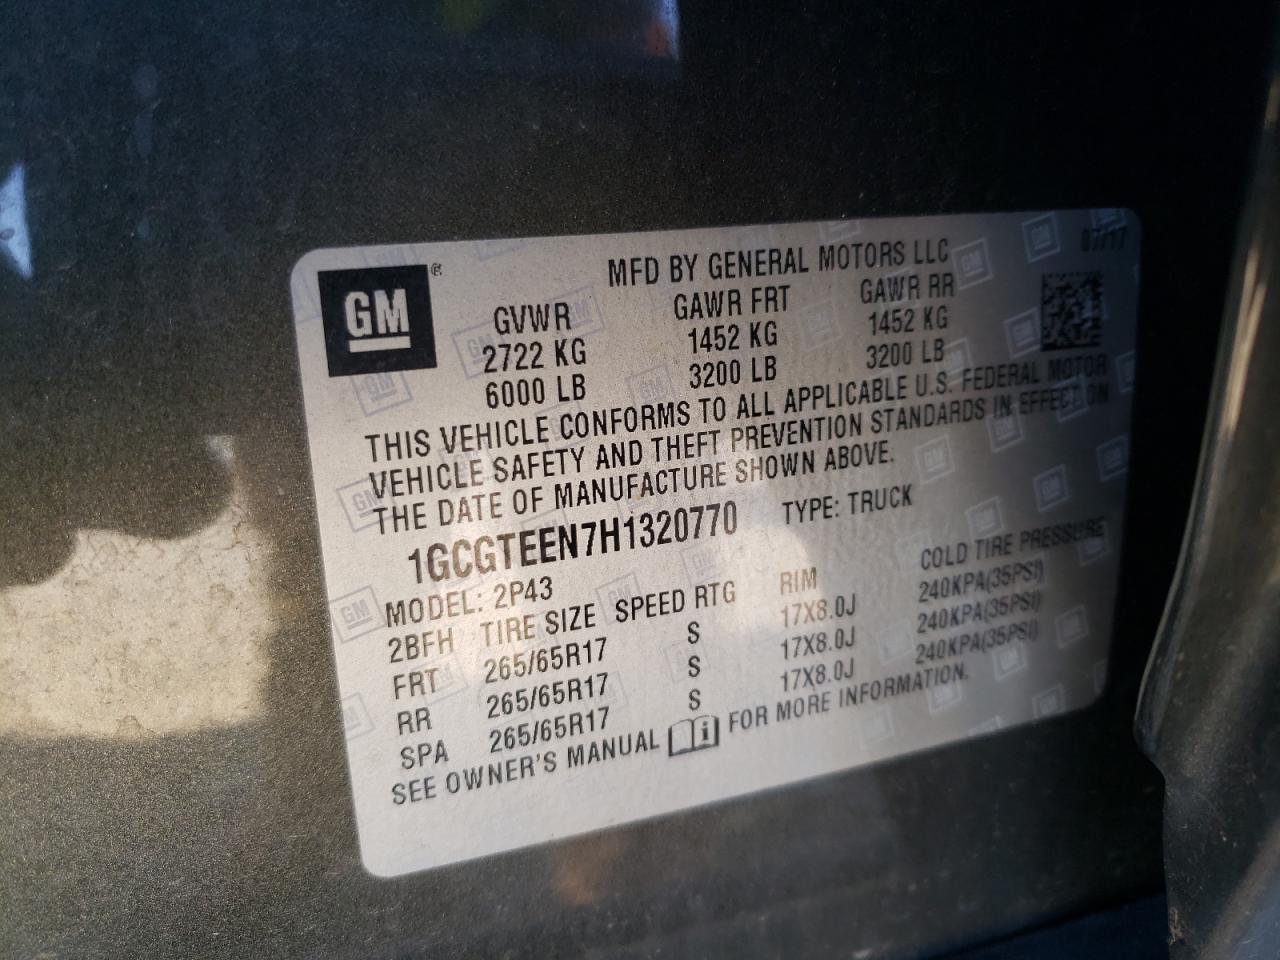 GM ®
MFD BY GENERAL MOTORS LLC 07/17
GVWR GAWR FRT GAWR RR
2722 KG 1452 KG 1452 KG
6000 LB 3200 LB 3200 LB
THIS VEHICLE CONFORMS TO ALL APPLICABLE U.S. FEDERAL MOTOR
VEHICLE SAFETY AND THEFT PREVENTION STANDARDS IN EFFECT ON
THE DATE OF MANUFACTURE SHOWN ABOVE.
1GCGTEEN7H1320770 TYPE: TRUCK
MODEL: 2P43
2BFH TIRE SIZE SPEED RTG RIM COLD TIRE PRESSURE
FRT 265/65R17 S 17X8.0J 240KPA(35PSI)
RR 265/65R17 S 17X8.0J 240KPA(35PSI)
SPA 265/65R17 S 17X8.0J 240KPA(35PSI)
SEE OWNER'S MANUAL i FOR MORE INFORMATION.